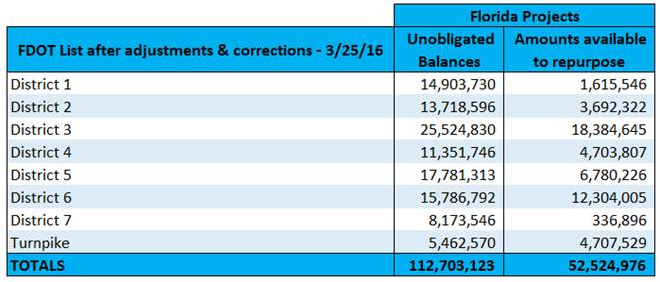 Florida Projects
FDOT List after adjustments & corrections - 3/25/16 Unobligated Balances Amounts available to repurpose
District 1 14,903,730 1,615,546
District 2 13,718,596 3,692,322
District 3 25,524,830 18,384,645
District 4 11,351,746 4,703,807
District 5 17,781,313 6,780,226
District 6 15,786,792 12,304,005
District 7 8,173,546 336,896
Turnpike 5,462,570 4,707,529
TOTALS 112,703,123 52,524,976